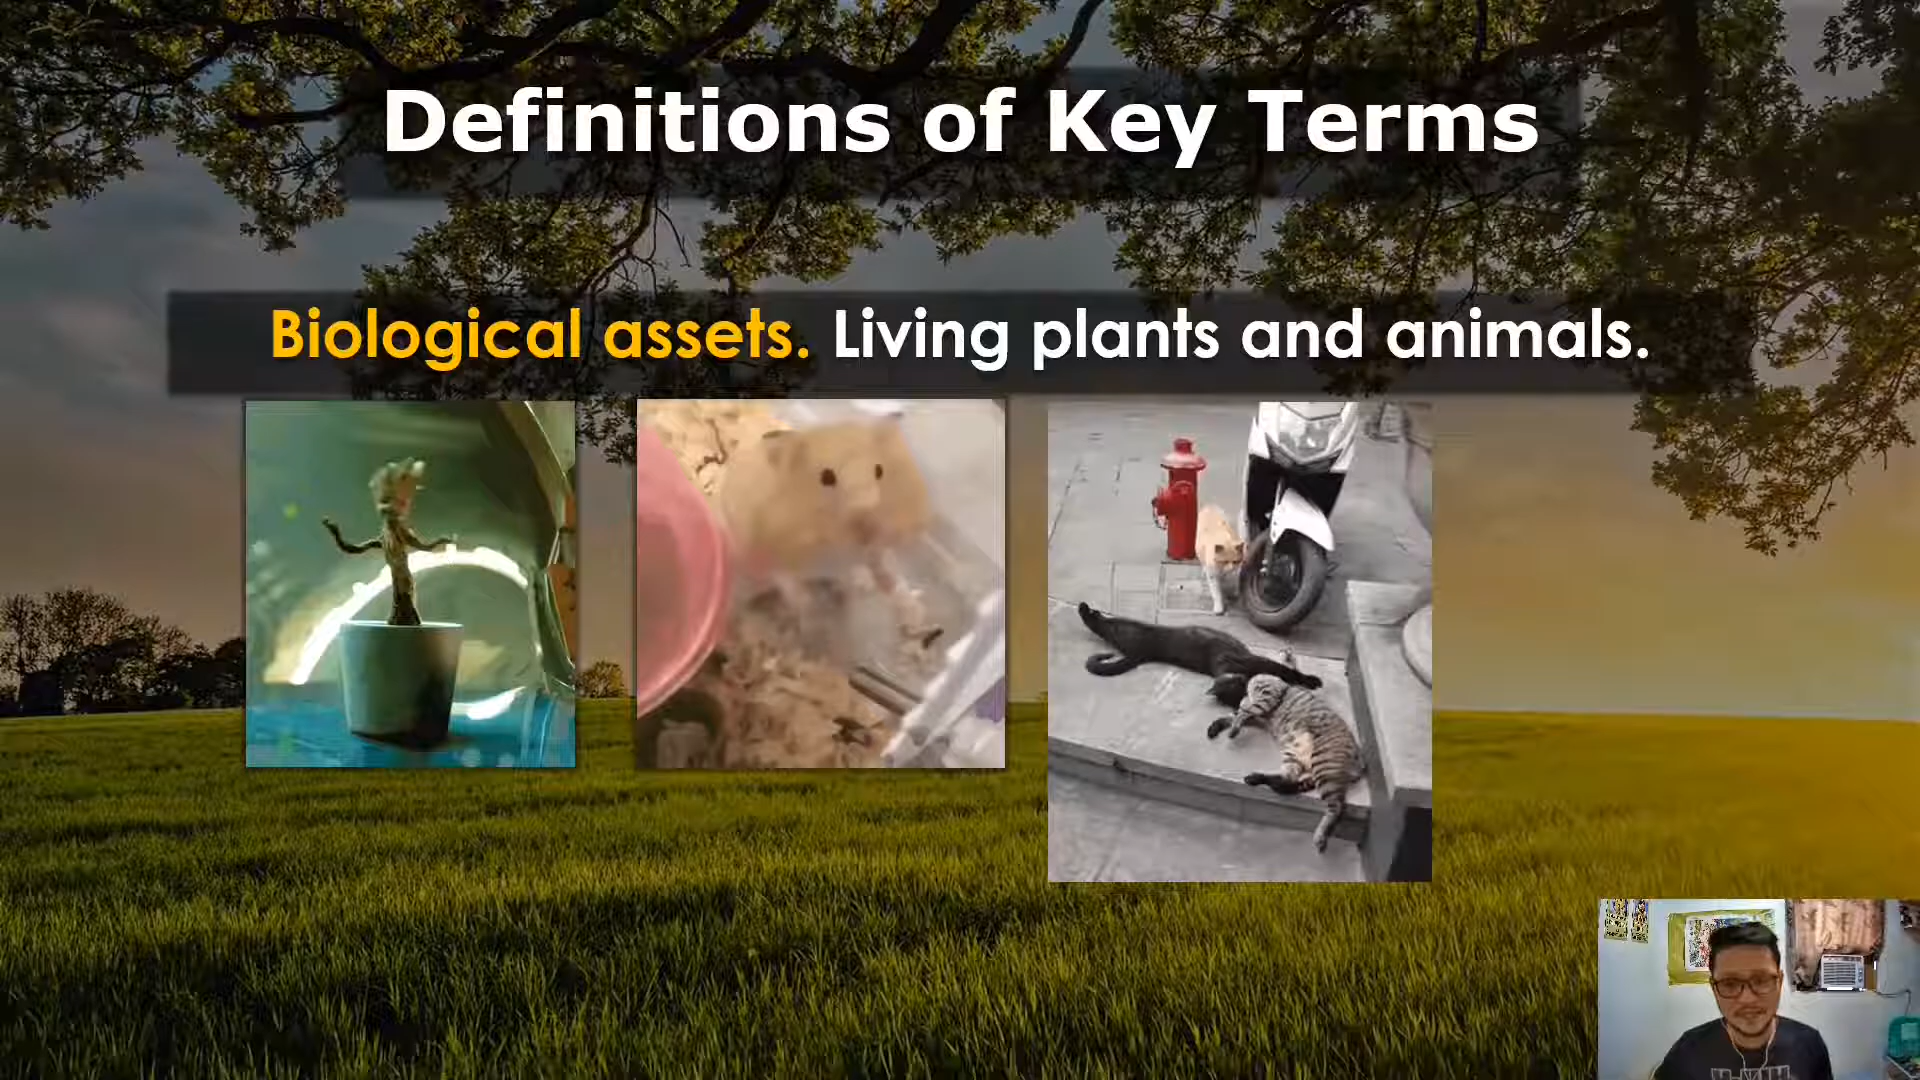 Definitions of Key Terms
Biological assets. Living plants and animals.